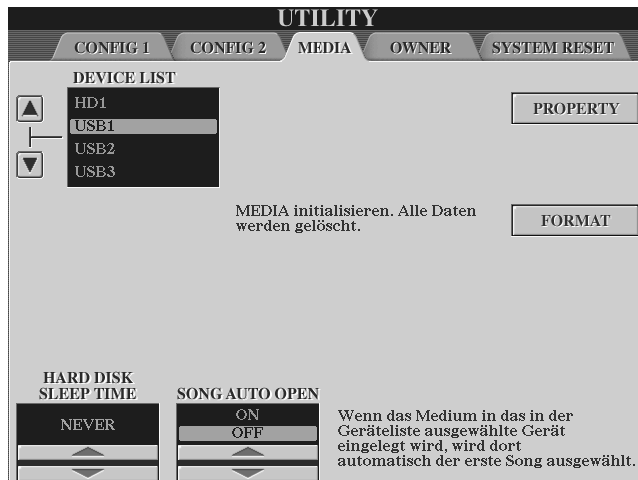 UTILITY
CONFIG 1 CONFIG 2 MEDIA OWNER SYSTEM RESET
DEVICE LIST
HD1
USB1
USB2
USB3
PROPERTY
MEDIA initialisieren. Alle Daten
werden gelöscht.
FORMAT
HARD DISK
SLEEP TIME
NEVER
SONG AUTO OPEN
ON
OFF
Wenn das Medium in das in der
Geräteliste ausgewählte Gerät
eingelegt wird, wird dort
automatisch der erste Song ausgewählt.